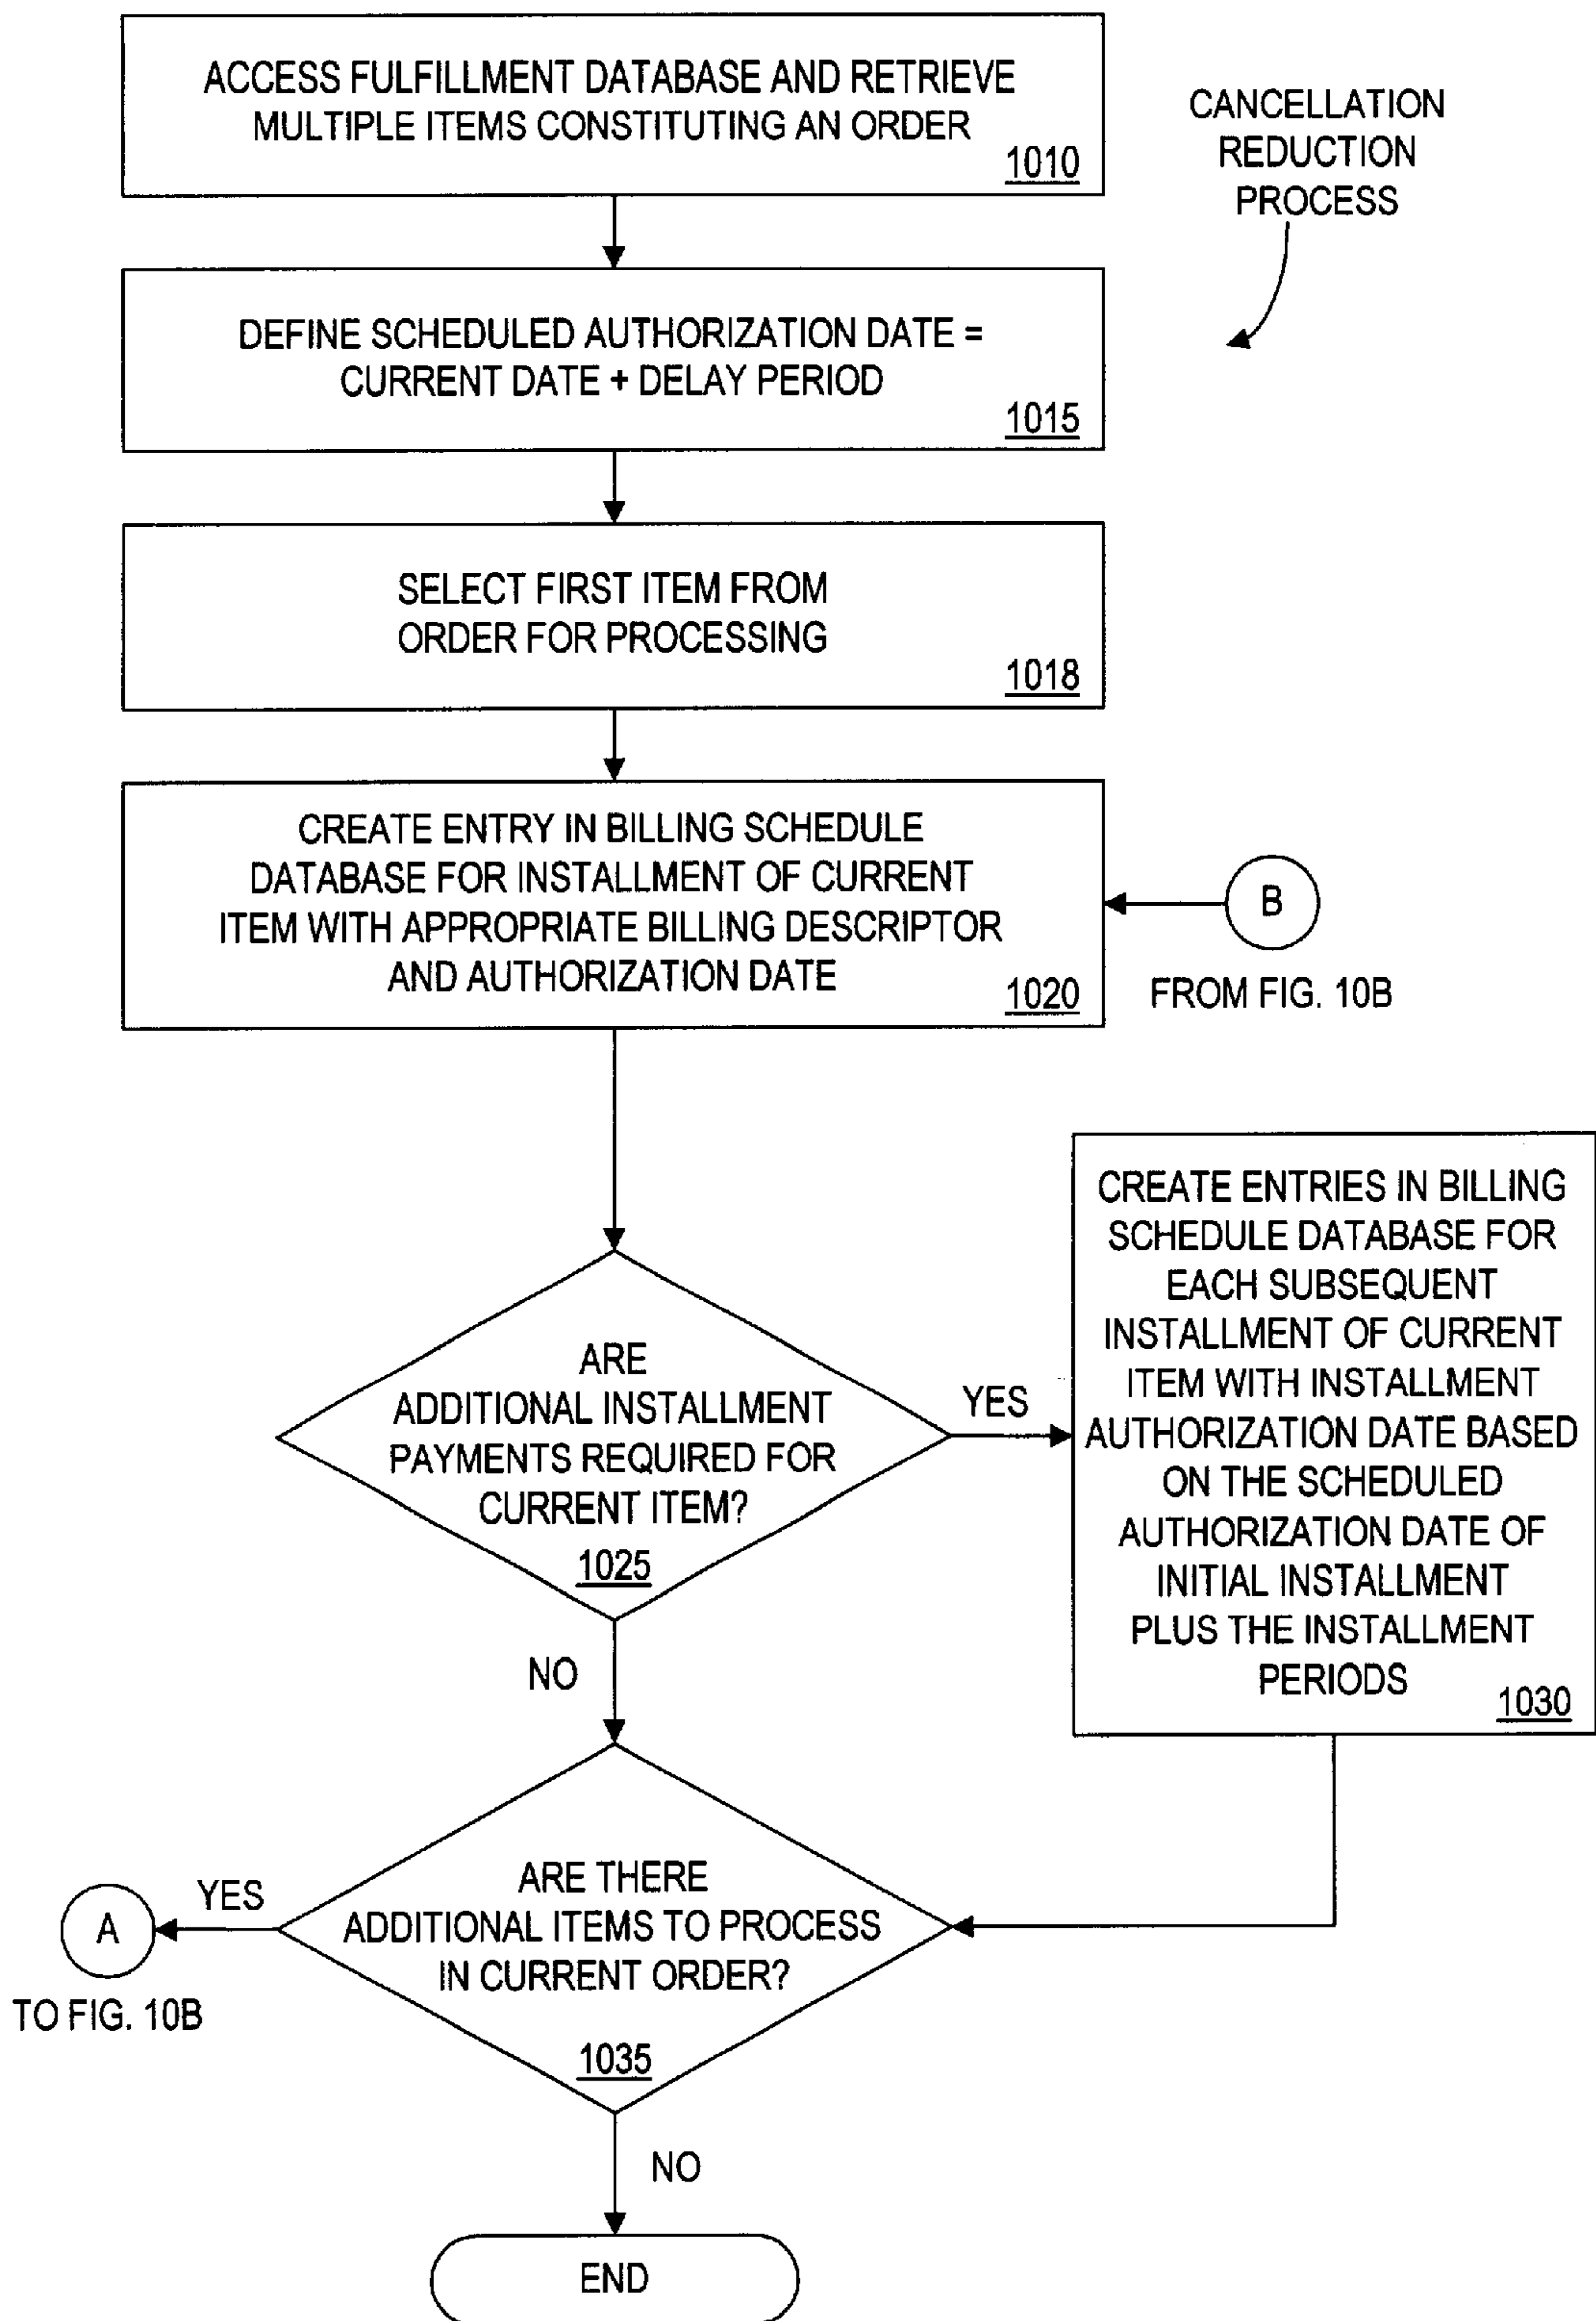 ACCESS FULFILLMENT DATABASE AND RETRIEVE
MULTIPLE ITEMS CONSTITUTING AN ORDER
1010
CANCELLATION
REDUCTION
PROCESS
DEFINE SCHEDULED AUTHORIZATION DATE =
CURRENT DATE + DELAY PERIOD
1015
SELECT FIRST ITEM FROM
ORDER FOR PROCESSING
1018
CREATE ENTRY IN BILLING SCHEDULE
DATABASE FOR INSTALLMENT OF CURRENT
ITEM WITH APPROPRIATE BILLING DESCRIPTOR
AND AUTHORIZATION DATE
1020
B
FROM FIG. 10B
ARE
ADDITIONAL INSTALLMENT
PAYMENTS REQUIRED FOR
CURRENT ITEM?
1025
YES
CREATE ENTRIES IN BILLING
SCHEDULE DATABASE FOR
EACH SUBSEQUENT
INSTALLMENT OF CURRENT
ITEM WITH INSTALLMENT
AUTHORIZATION DATE BASED
ON THE SCHEDULED
AUTHORIZATION DATE OF
INITIAL INSTALLMENT
PLUS THE INSTALLMENT
PERIODS
1030
NO
ARE THERE
ADDITIONAL ITEMS TO PROCESS
IN CURRENT ORDER?
1035
YES
A
TO FIG. 10B
NO
END